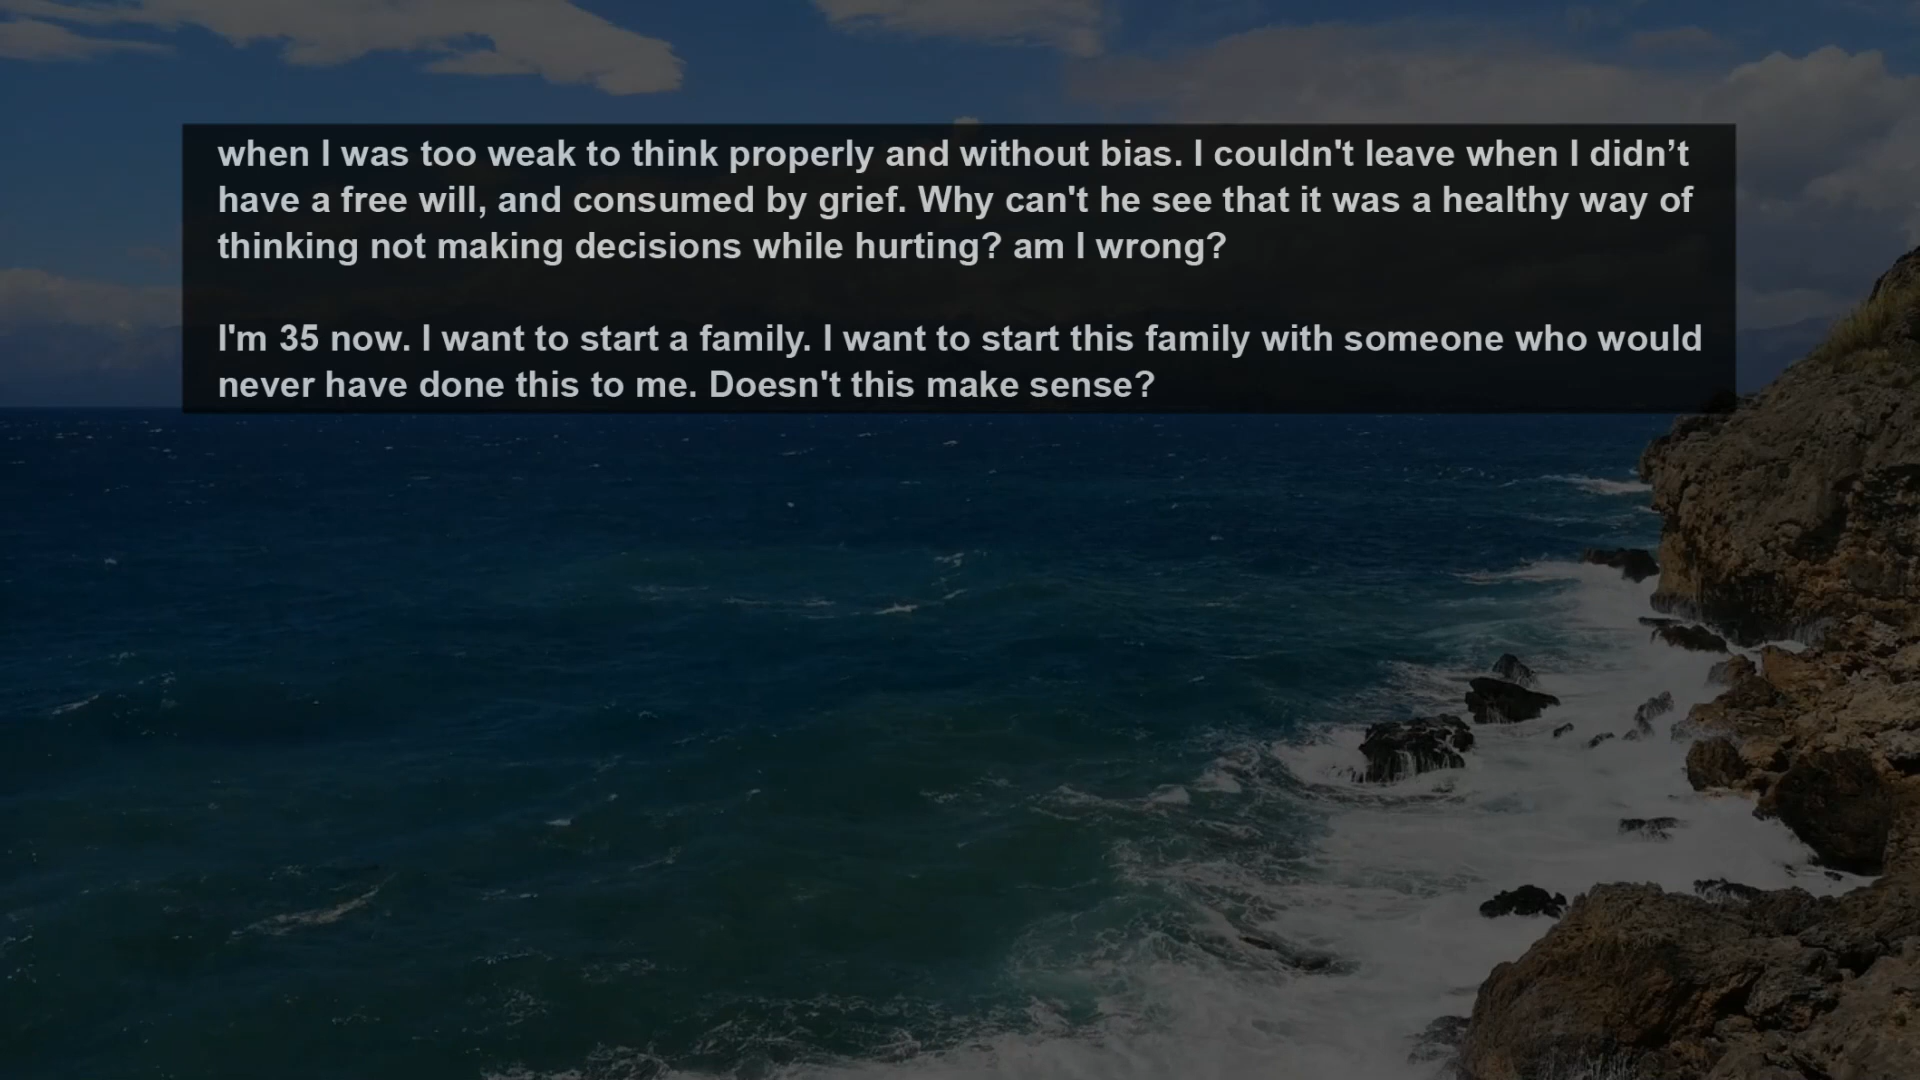 when I was too weak to think properly and without bias. I couldn't leave when I didn’t
have a free will, and consumed by grief. Why can't he see that it was a healthy way of
thinking not making decisions while hurting? am I wrong?
I'm 35 now. I want to start a family. I want to start this family with someone who would
never have done this to me. Doesn't this make sense?